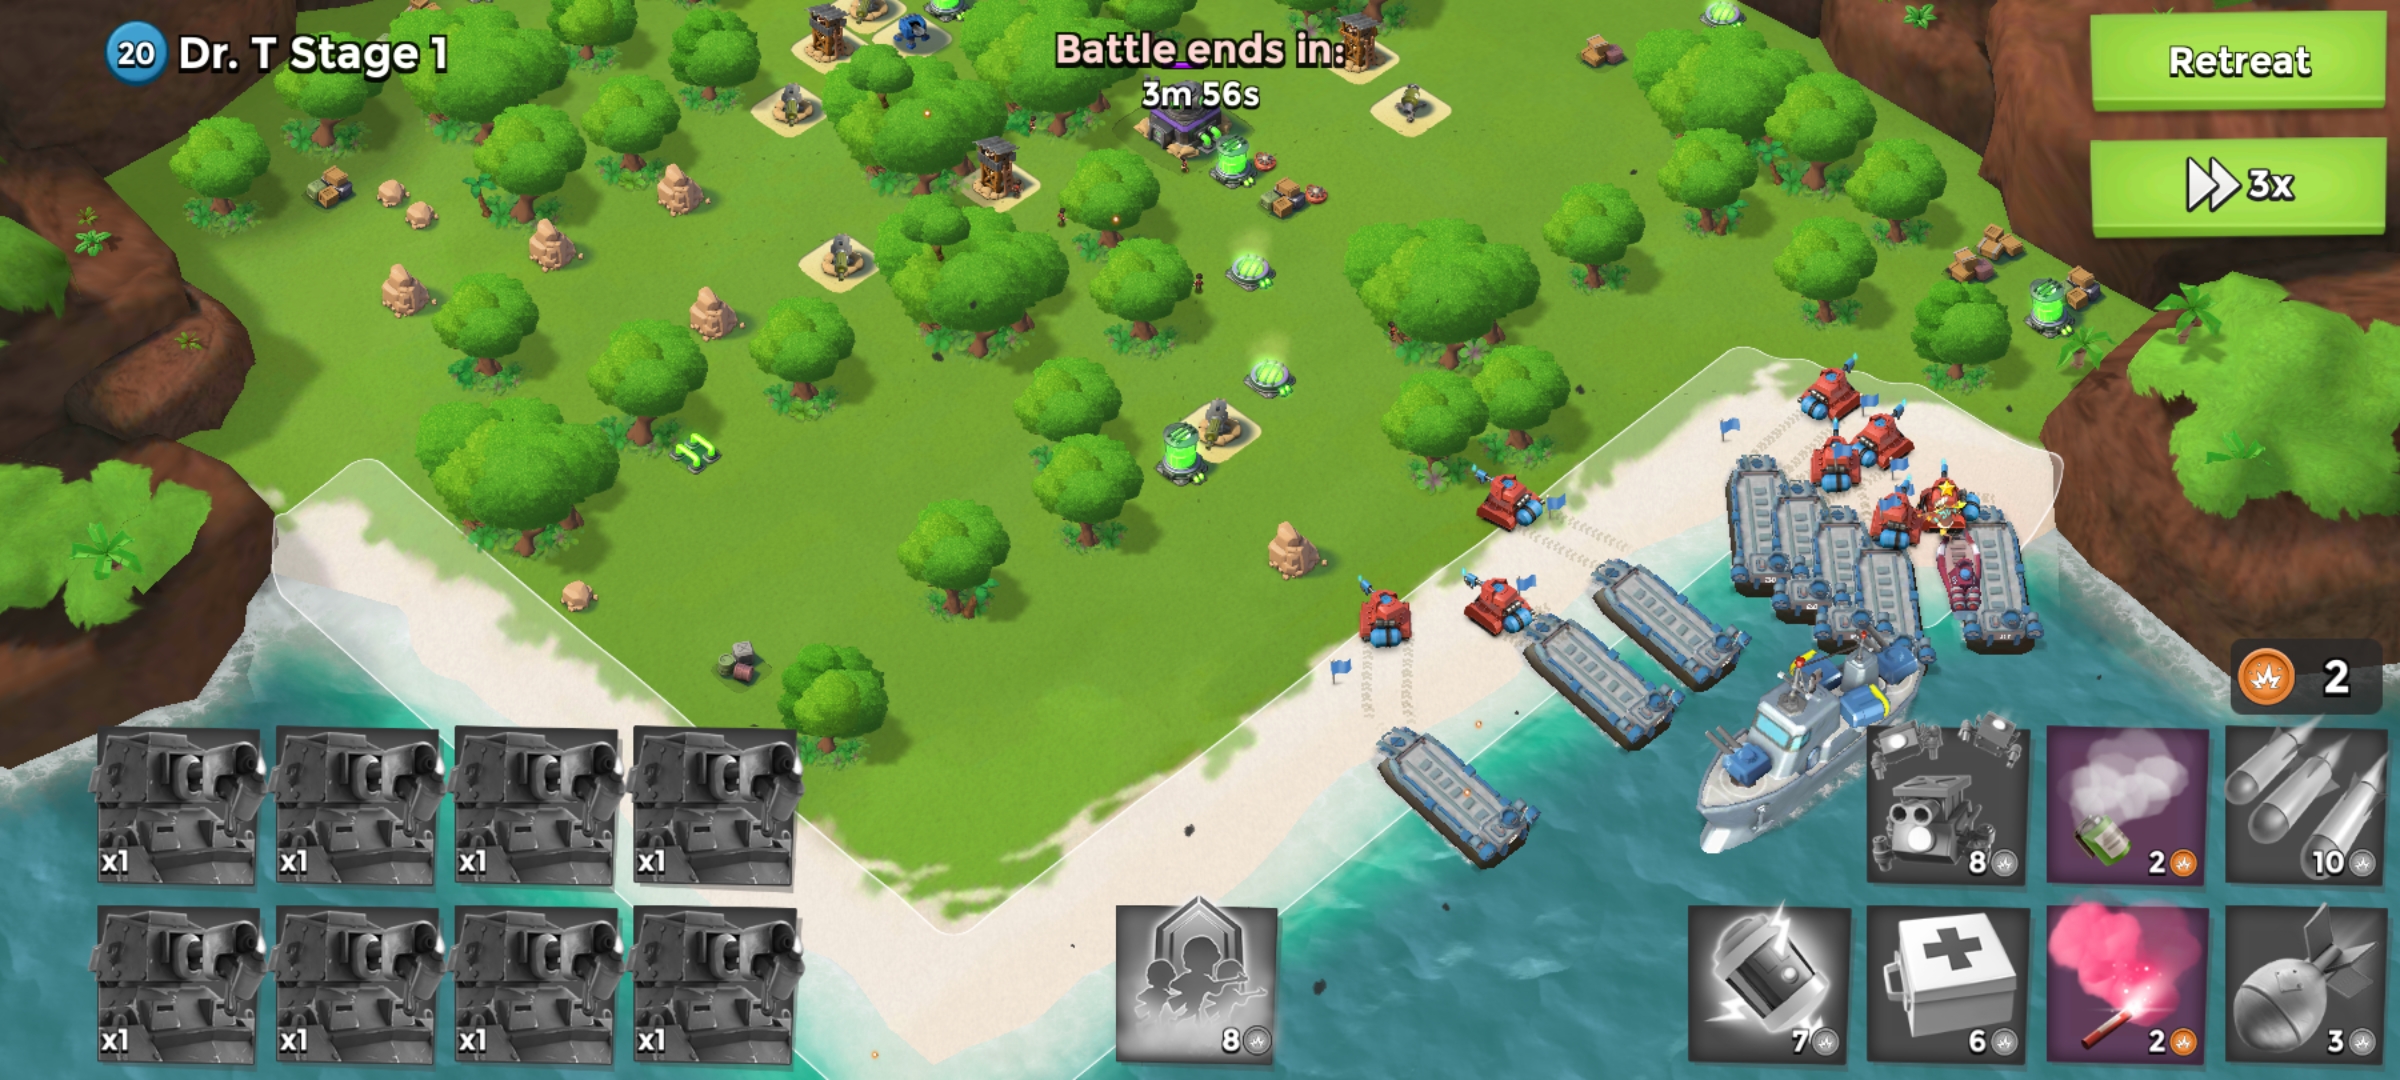 20 Dr. T Stage 1
Battle ends in:
3m 56s
Retreat
3x
2
x1 x1 x1 x1
8 2 10
x1 x1 x1 x1
8
7 6 2 3